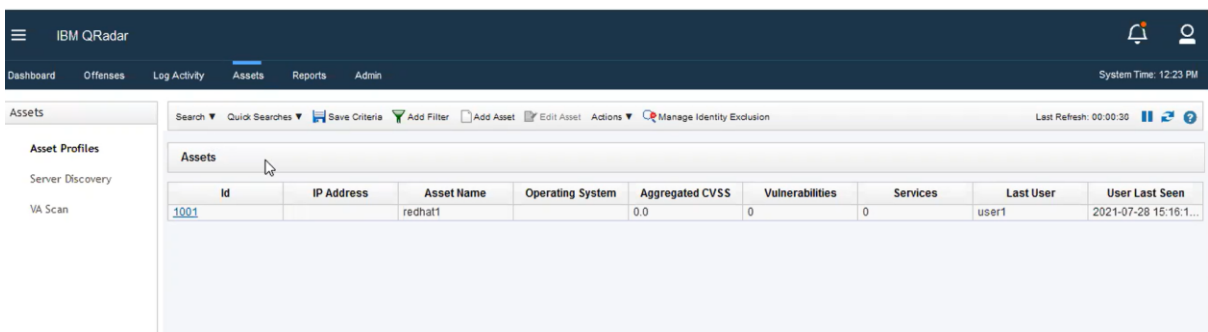 IBM QRadar
Dashboard Offenses Log Activity Assets Reports Admin System Time: 12:23 PM
Assets
Search ▼ Quick Searches ▼ Save Criteria Add Filter Add Asset Edit Asset Actions ▼ Manage Identity Exclusion Last Refresh: 00:00:30
Asset Profiles
Assets
Server Discovery
Id IP Address Asset Name Operating System Aggregated CVSS Vulnerabilities Services Last User User Last Seen
VA Scan
1001 redhat1 0.0 0 0 user1 2021-07-28 15:16:1...